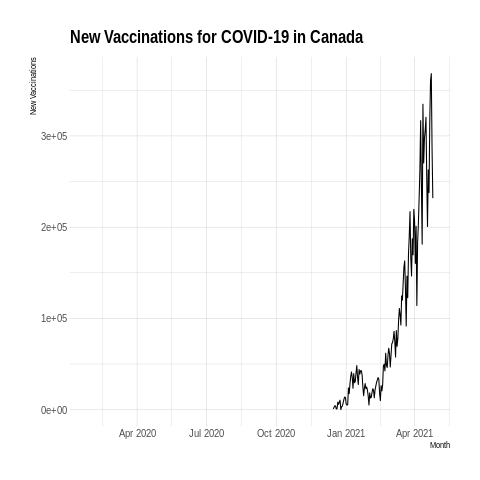 New Vaccinations for COVID-19 in Canada
New Vaccinations
3e+05
2e+05
1e+05
0e+00
Apr 2020 Jul 2020 Oct 2020 Jan 2021 Apr 2021
Month